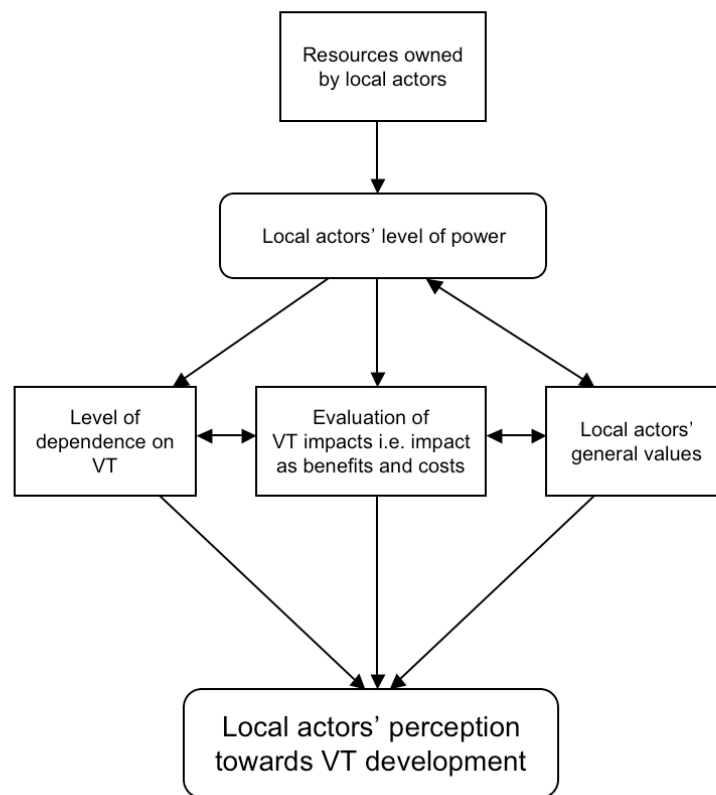 Resources owned
by local actors
Local actors’ level of power
Level of
dependence on
VT
Evaluation of
VT impacts i.e. impact
as benefits and costs
Local actors’
general values
Local actors’ perception
towards VT development